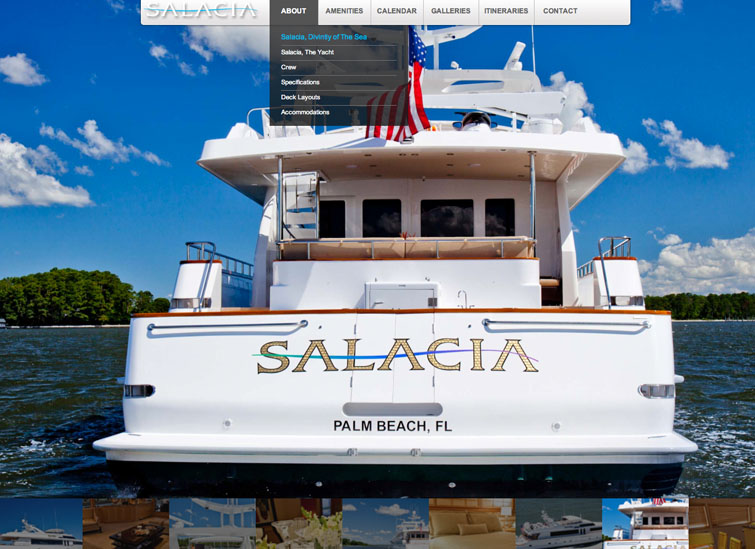 SALACIA
ABOUT AMENITIES CALENDAR GALLERIES ITINERARIES CONTACT
Salacia, Divinity of The Sea
Salacia, The Yacht
Crew
Specifications
Deck Layouts
Accommodations
SALACIA
PALM BEACH, FL
SALACIA